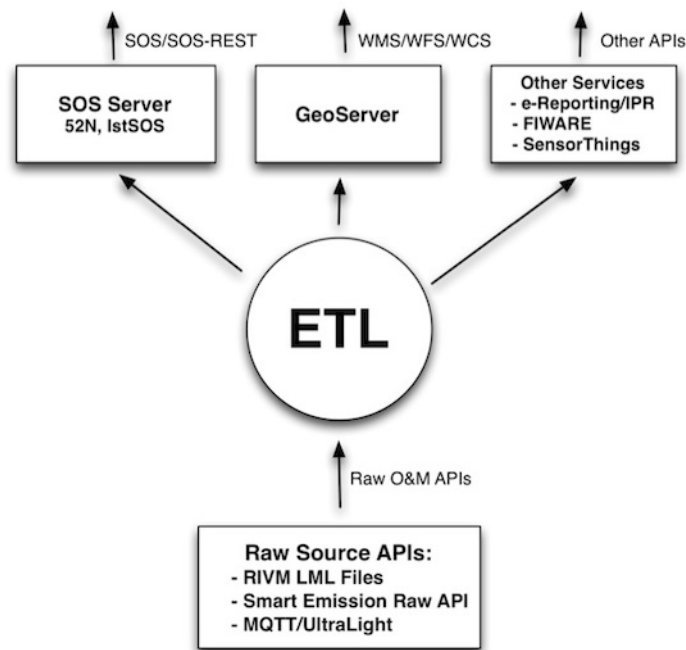 SOS/SOS-REST
WMS/WFS/WCS
Other APIs
SOS Server
52N, IstSOS
GeoServer
Other Services
- e-Reporting/IPR
- FIWARE
- SensorThings
ETL
Raw O&M APIs
Raw Source APIs:
- RIVM LML Files
- Smart Emission Raw API
- MQTT/UltraLight